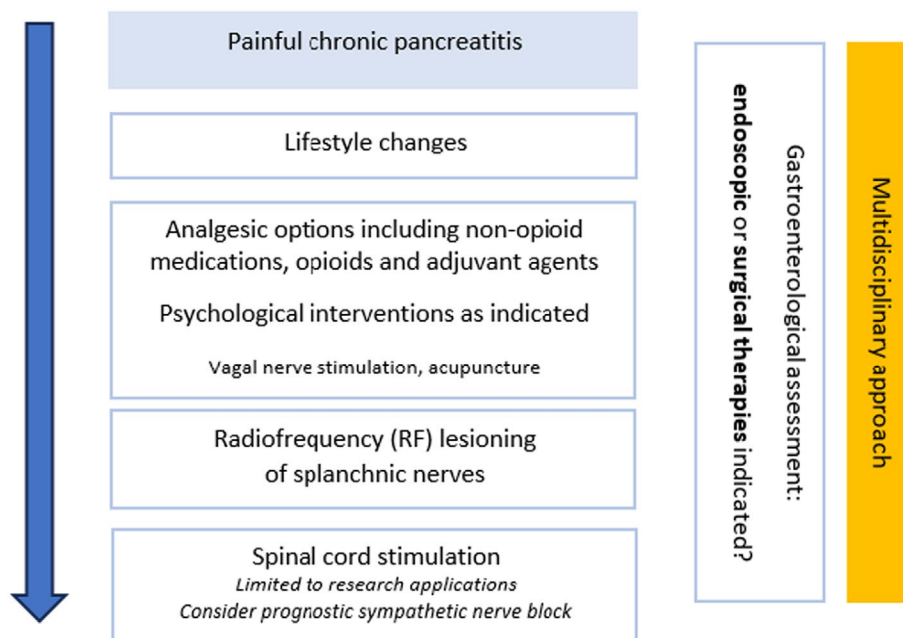 Painful chronic pancreatitis
Lifestyle changes
Analgesic options including non-opioid
medications, opioids and adjuvant agents
Psychological interventions as indicated
Vagal nerve stimulation, acupuncture
Radiofrequency (RF) lesioning
of splanchnic nerves
Spinal cord stimulation
Limited to research applications
Consider prognostic sympathetic nerve block
Gastroenterological assessment:
endoscopic or surgical therapies indicated?
Multidisciplinary approach